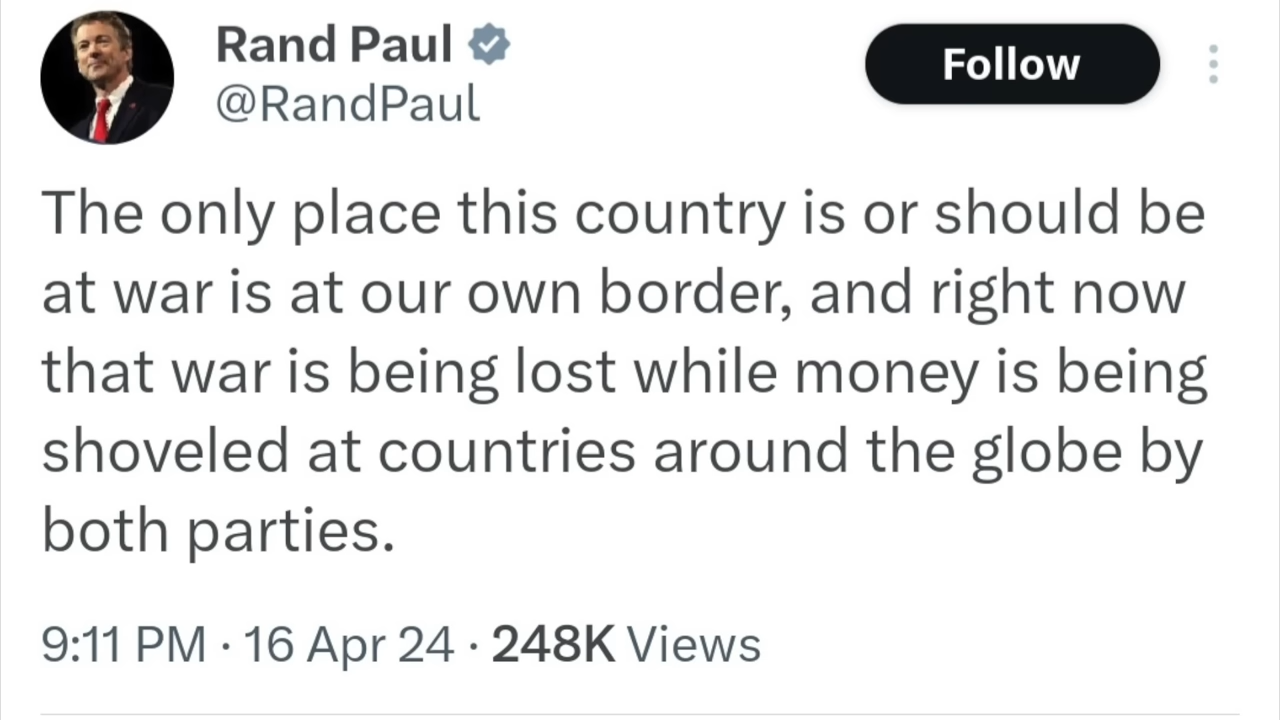 Rand Paul
@RandPaul
Follow
The only place this country is or should be
at war is at our own border, and right now
that war is being lost while money is being
shoveled at countries around the globe by
both parties.
9:11 PM · 16 Apr 24 · 248K Views